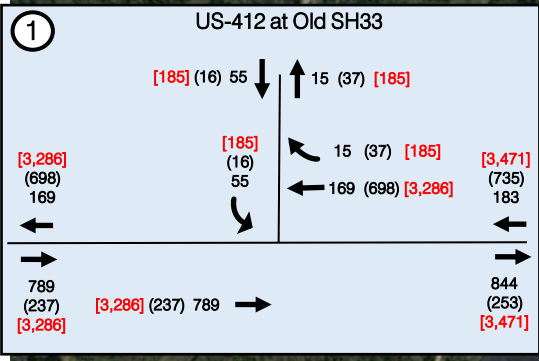 1
US-412 at Old SH33
[185] (16) 55
15 (37) [185]
[185]
(16)
55
15 (37) [185]
169 (698) [3,286]
[3,286]
(698)
169
[3,471]
(735)
183
789
(237)
[3,286]
[3,286] (237) 789
844
(253)
[3,471]